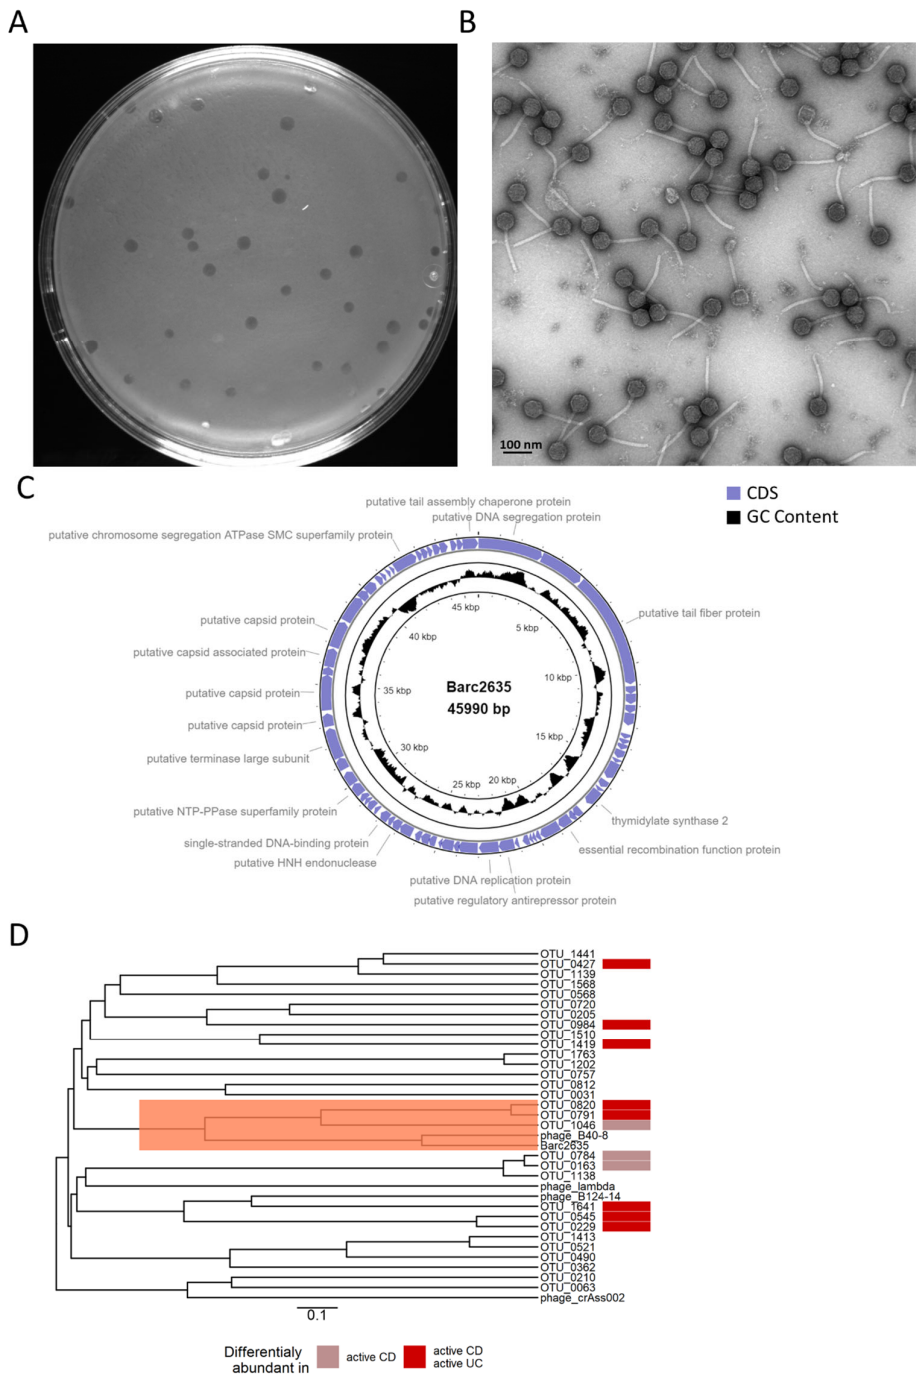 A
B
100 nm
C
CDS
GC Content
putative tail assembly chaperone protein
putative DNA segregation protein
putative chromosome segregation ATPase SMC superfamily protein
putative tail fiber protein
putative capsid protein
putative capsid associated protein
putative capsid protein
putative capsid protein
putative terminase large subunit
putative NTP-PPase superfamily protein
single-stranded DNA-binding protein
putative HNH endonuclease
putative DNA replication protein
putative regulatory antirepressor protein
essential recombination function protein
thymidylate synthase 2
45 kbp
5 kbp
40 kbp
10 kbp
35 kbp
15 kbp
30 kbp
25 kbp
20 kbp
Barc2635
45990 bp
D
OTU_1441
OTU_0427
OTU_1139
OTU_1568
OTU_0568
OTU_0720
OTU_0205
OTU_0984
OTU_1510
OTU_1419
OTU_1763
OTU_1202
OTU_0757
OTU_0812
OTU_0031
OTU_0820
OTU_0791
OTU_1046
phage_B40-8
Barc2635
OTU_0784
OTU_0163
OTU_1138
phage_lambda
phage_B124-14
OTU_1641
OTU_0545
OTU_0229
OTU_1413
OTU_0521
OTU_0490
OTU_0362
OTU_0210
OTU_0063
phage_crAss002
0.1
Differentialy
abundant in
active CD
active CD
active UC